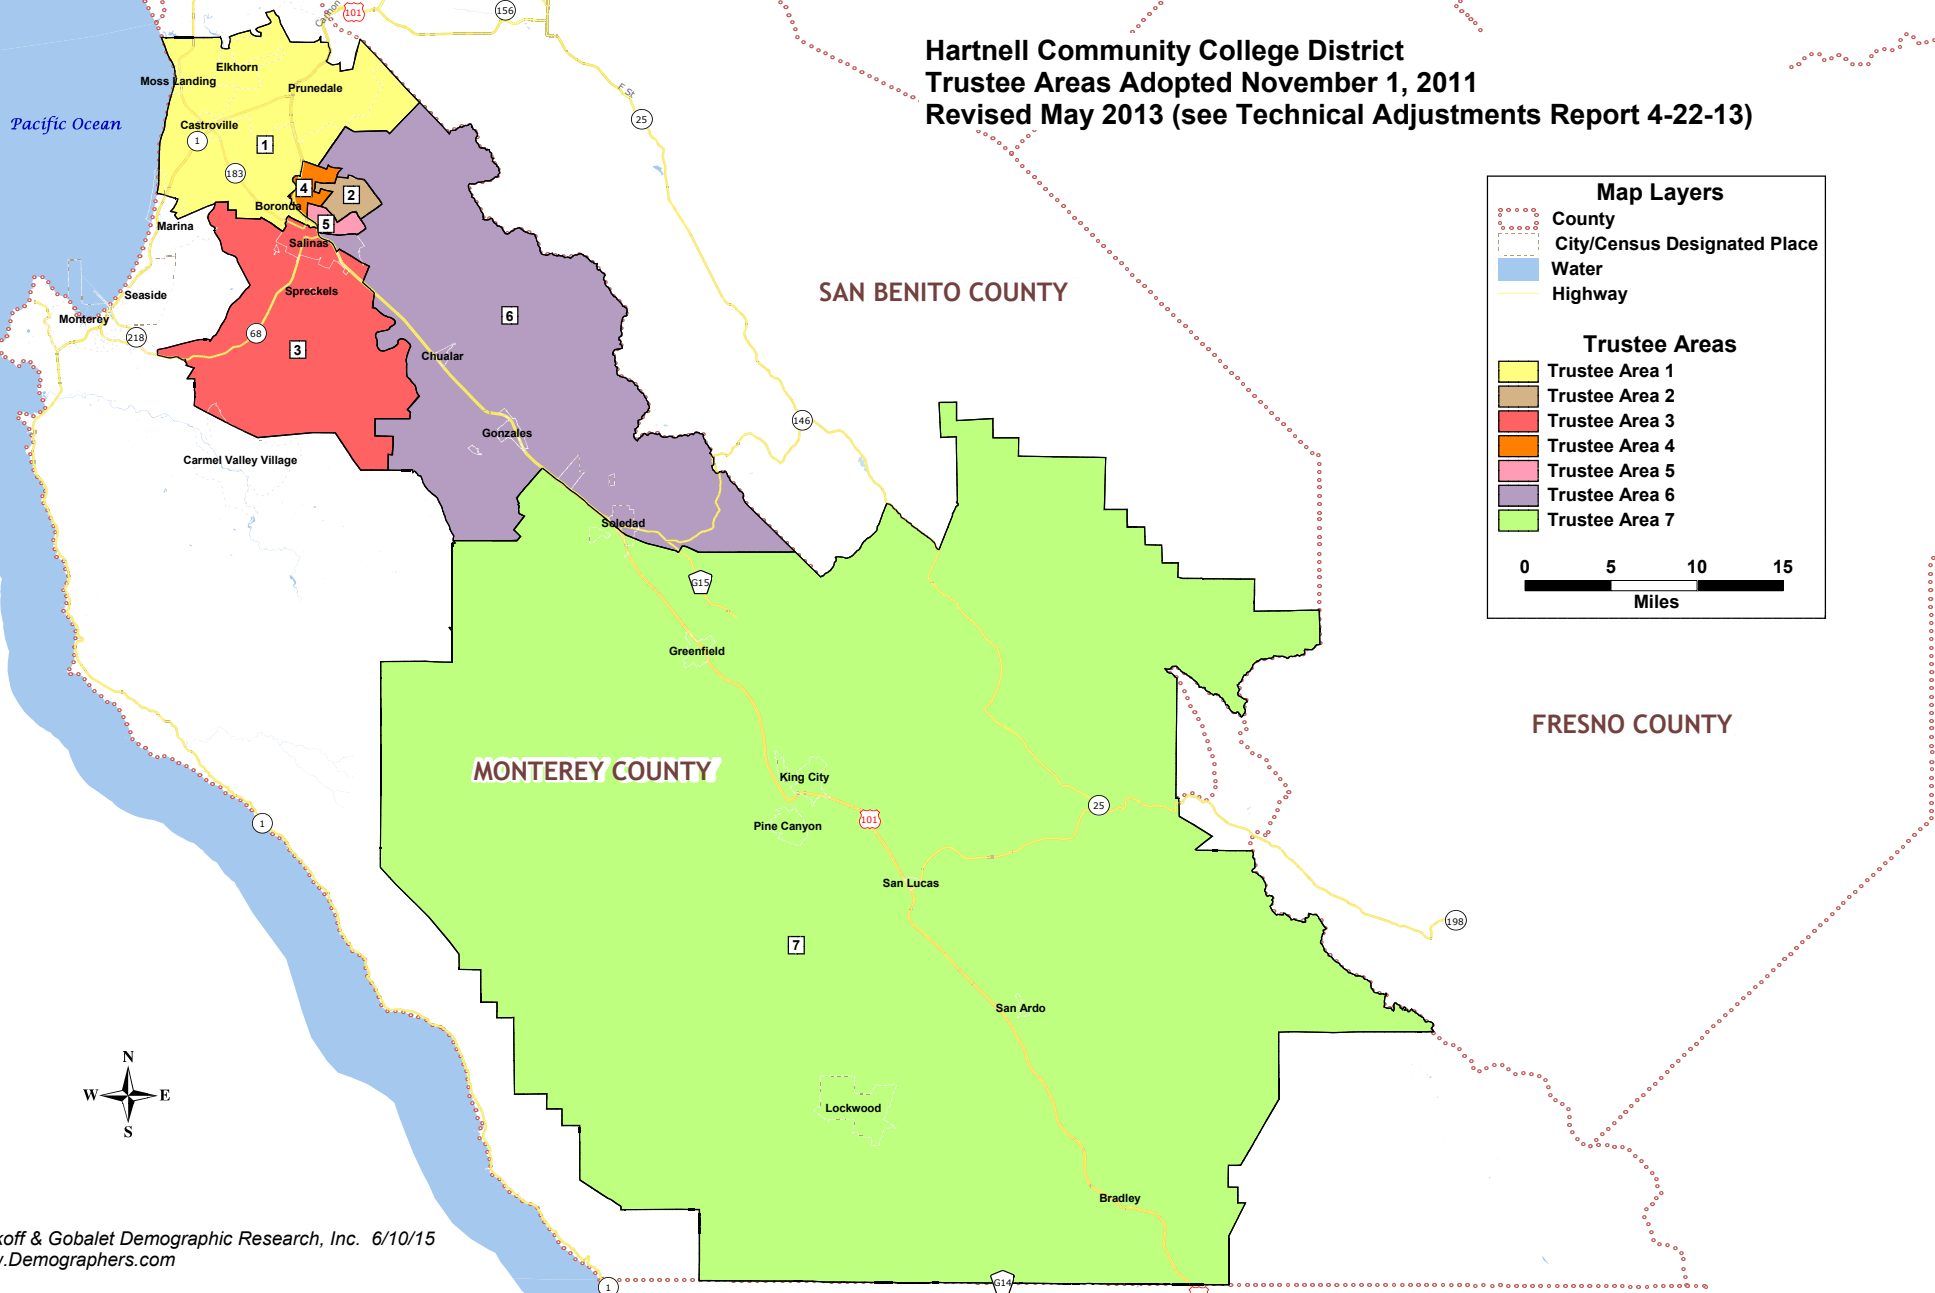 Hartnell Community College District
Trustee Areas Adopted November 1, 2011
Revised May 2013 (see Technical Adjustments Report 4-22-13)
Map Layers
County
City/Census Designated Place
Water
Highway
Trustee Areas
Trustee Area 1
Trustee Area 2
Trustee Area 3
Trustee Area 4
Trustee Area 5
Trustee Area 6
Trustee Area 7
0 5 10 15
Miles
101
156
Elkhorn
Moss Landing
Prunedale
F St
25
Pacific Ocean
Castroville
1
1
183
4
2
Boronda
5
Marina
Salinas
SAN BENITO COUNTY
Seaside
Spreckels
6
Monterey
218
68
3
Chualar
146
Gonzales
Carmel Valley Village
Soledad
G15
Greenfield
FRESNO COUNTY
MONTEREY COUNTY
King City
25
1
101
Pine Canyon
San Lucas
198
7
San Ardo
N
W E
S
Lockwood
Bradley
koff & Gobalet Demographic Research, Inc. 6/10/15
.Demographers.com
G14
1